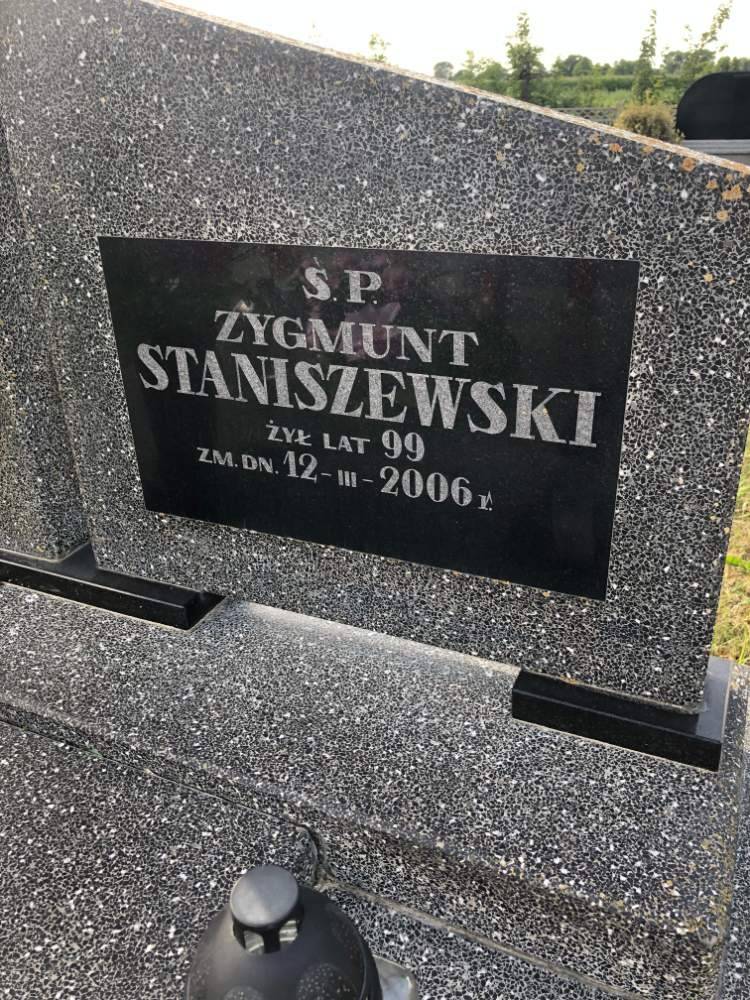 Ś.P.
ZYGMUNT
STANISZEWSKI
ŻYŁ LAT 99
ZM. DN. 12-III-2006 r.